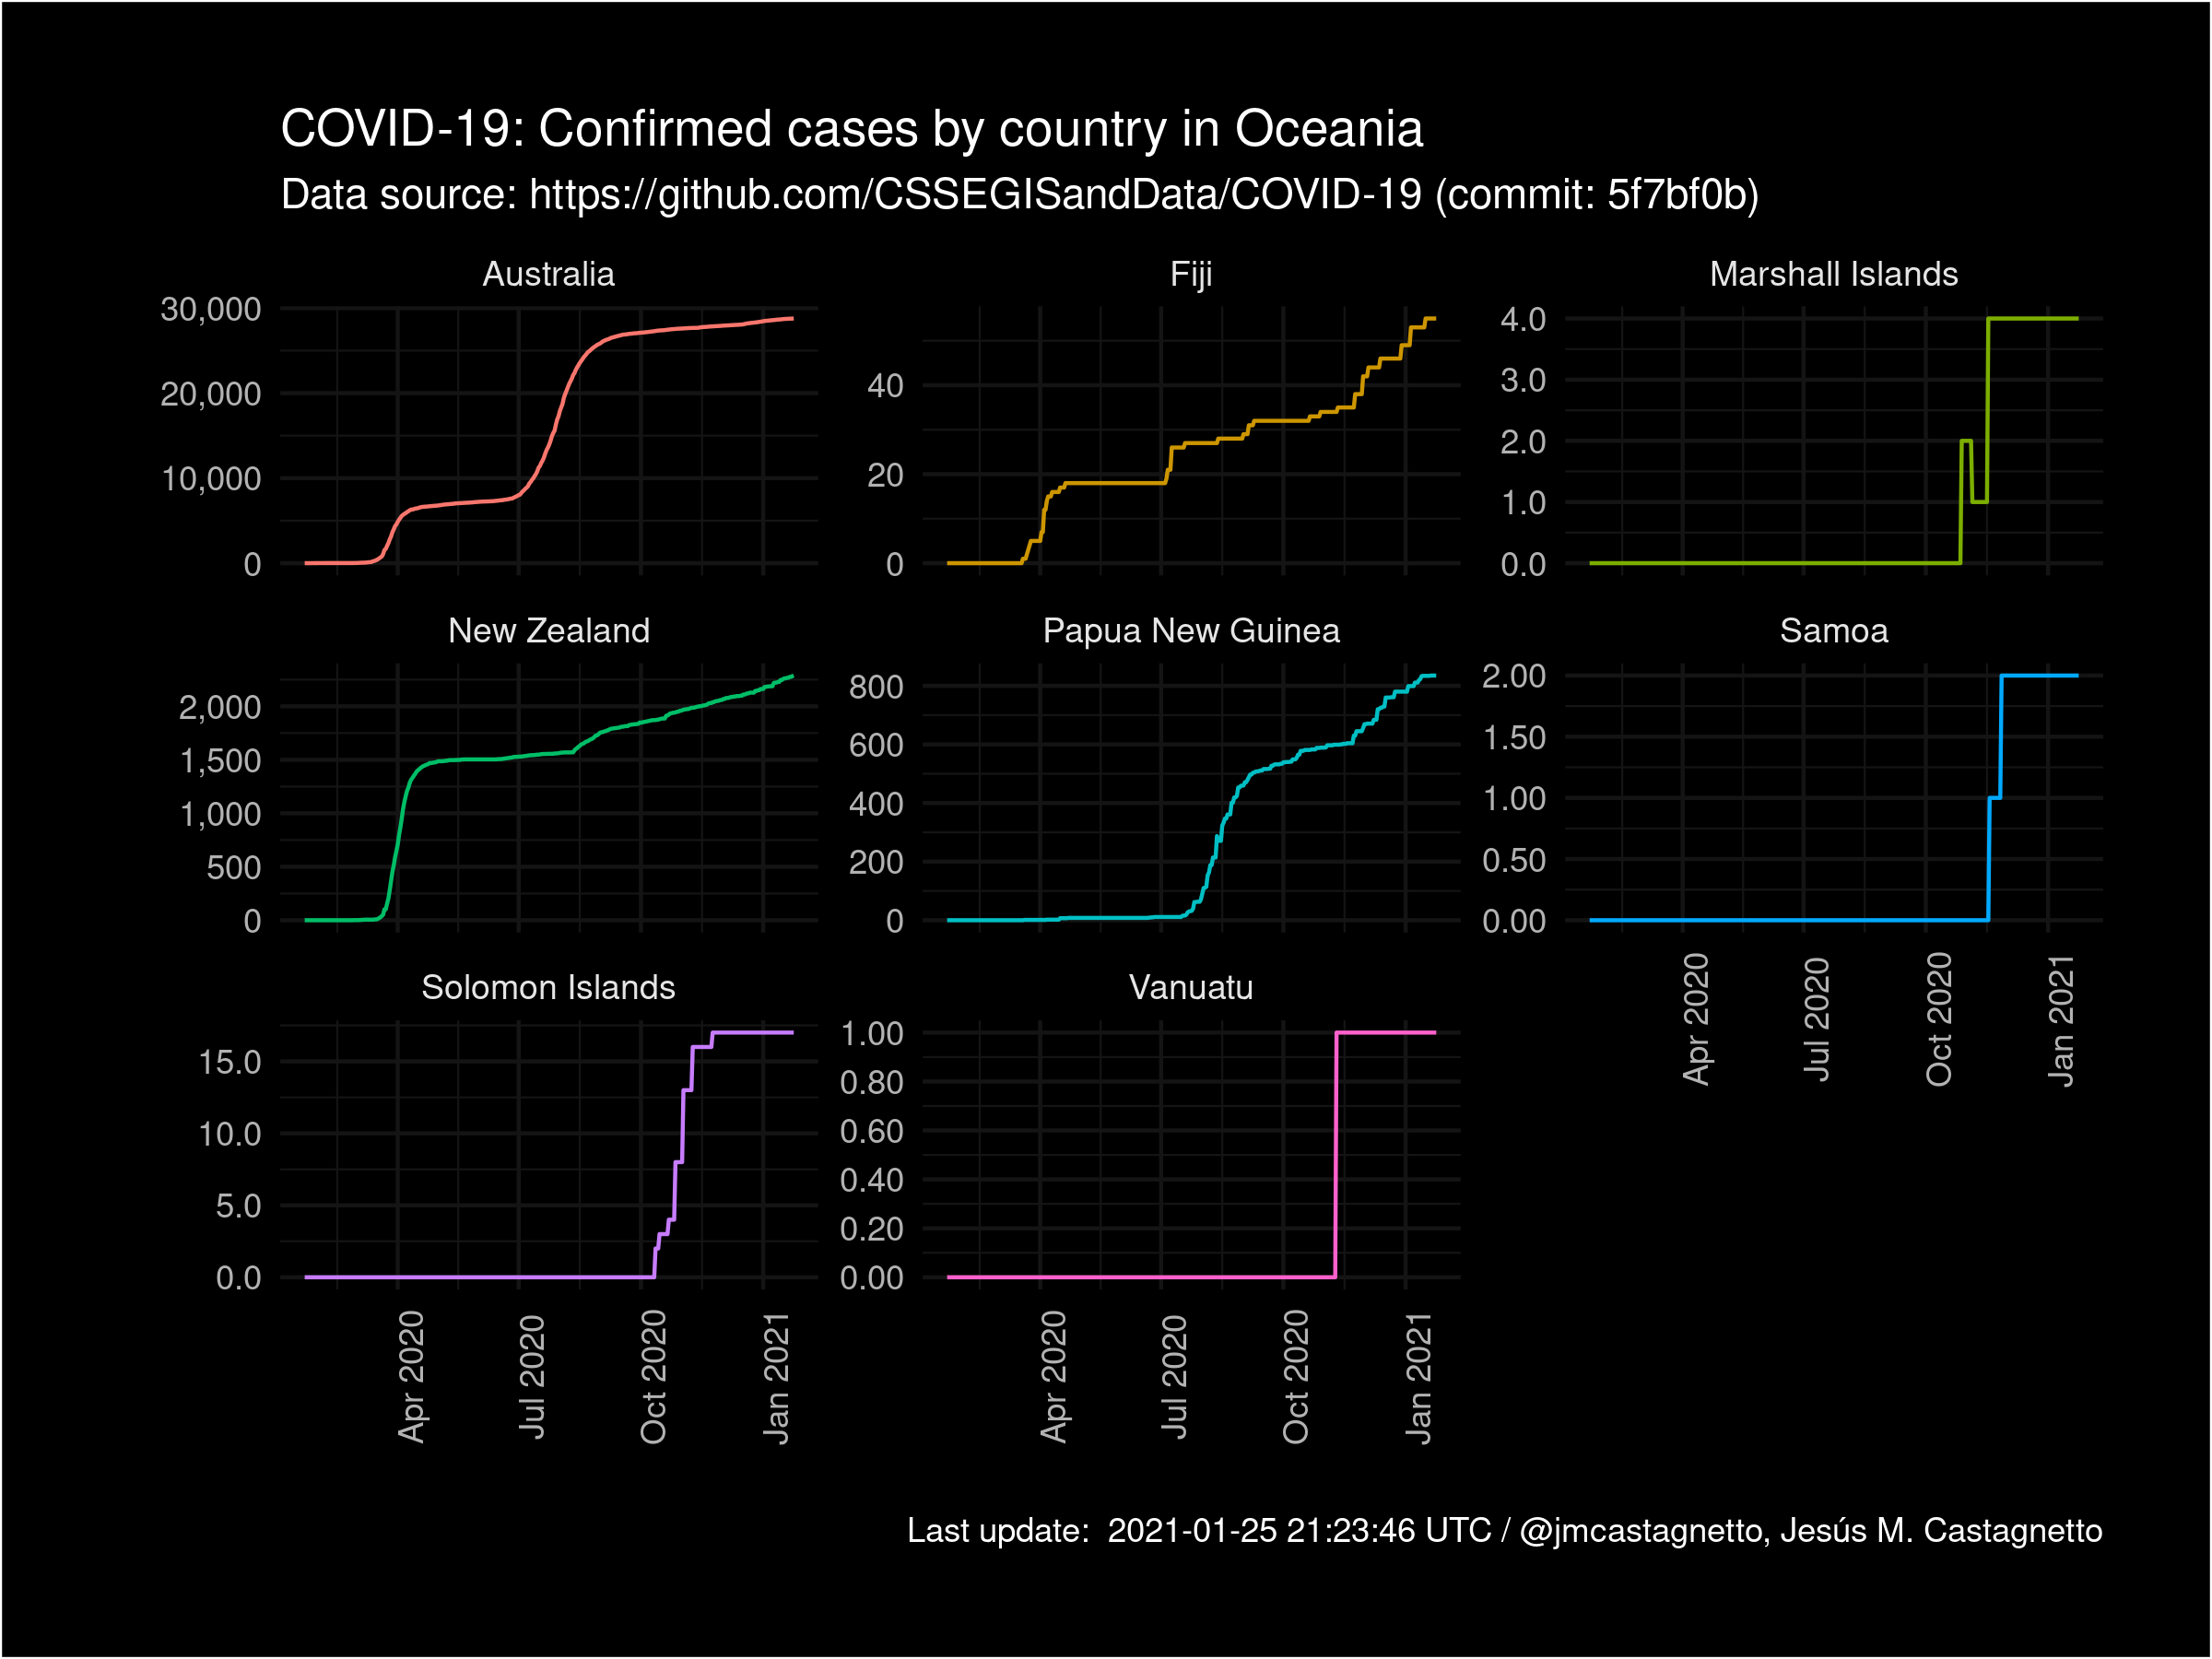 COVID-19: Confirmed cases by country in Oceania
Data source: https://github.com/CSSEGISandData/COVID-19 (commit: 5f7bf0b)
Australia
30,000
20,000
10,000
0
Fiji
40
20
0
Marshall Islands
4.0
3.0
2.0
1.0
0.0
New Zealand
2,000
1,500
1,000
500
0
Papua New Guinea
800
600
400
200
0
Samoa
2.00
1.50
1.00
0.50
0.00
Apr 2020
Jul 2020
Oct 2020
Jan 2021
Solomon Islands
15.0
10.0
5.0
0.0
Apr 2020
Jul 2020
Oct 2020
Jan 2021
Vanuatu
1.00
0.80
0.60
0.40
0.20
0.00
Apr 2020
Jul 2020
Oct 2020
Jan 2021
Last update:  2021-01-25 21:23:46 UTC / @jmcastagnetto, Jesús M. Castagnetto